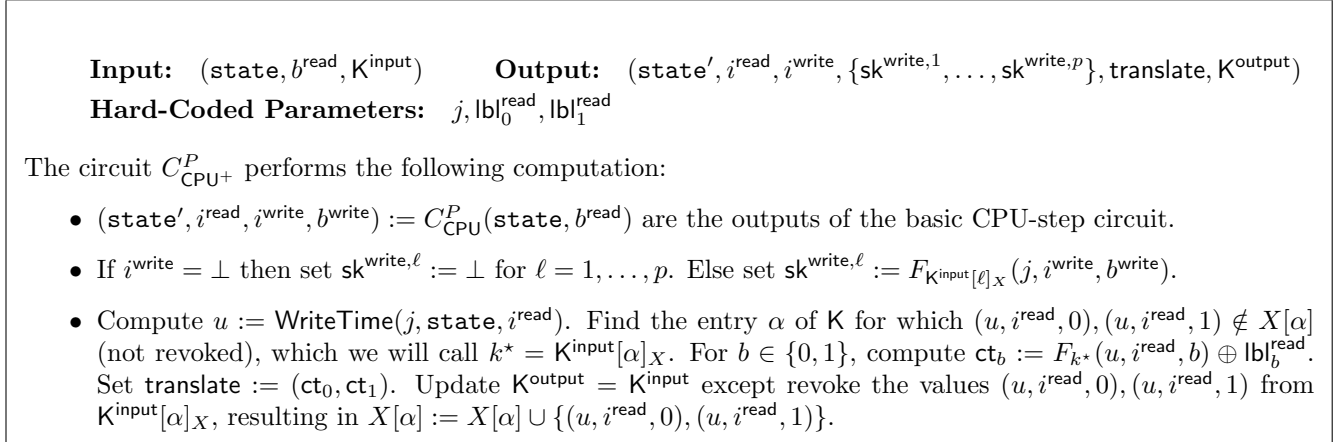 Input: (state, b^read, K^input) Output: (state′, i^read, i^write, {sk^write,1, . . . , sk^write,p}, translate, K^output)
Hard-Coded Parameters: j, lbl_0^read, lbl_1^read
The circuit C_CPU+^P performs the following computation:
• (state′, i^read, i^write, b^write) := C_CPU^P(state, b^read) are the outputs of the basic CPU-step circuit.
• If i^write = ⊥ then set sk^write,ℓ := ⊥ for ℓ = 1, . . . , p. Else set sk^write,ℓ := F_{K^input[ℓ]_X}(j, i^write, b^write).
• Compute u := WriteTime(j, state, i^read). Find the entry α of K for which (u, i^read, 0), (u, i^read, 1) ∉ X[α]
(not revoked), which we will call k^⋆ = K^input[α]_X. For b ∈ {0, 1}, compute ct_b := F_{k^⋆}(u, i^read, b) ⊕ lbl_b^read.
Set translate := (ct_0, ct_1). Update K^output = K^input except revoke the values (u, i^read, 0), (u, i^read, 1) from
K^input[α]_X, resulting in X[α] := X[α] ∪ {(u, i^read, 0), (u, i^read, 1)}.